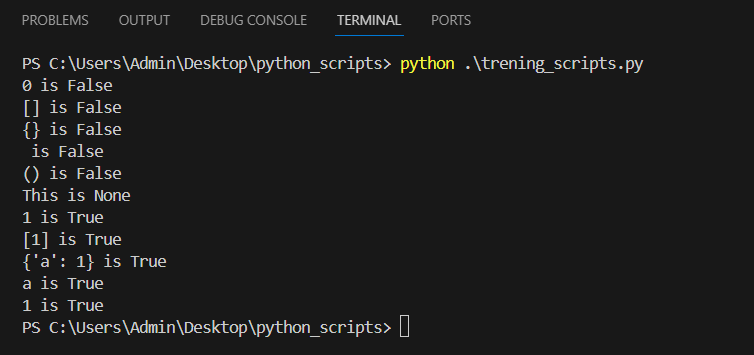 PROBLEMS OUTPUT DEBUG CONSOLE TERMINAL PORTS
PS C:\Users\Admin\Desktop\python_scripts> python .\trening_scripts.py
0 is False
[] is False
{} is False
 is False
() is False
This is None
1 is True
[1] is True
{'a': 1} is True
a is True
1 is True
PS C:\Users\Admin\Desktop\python_scripts>